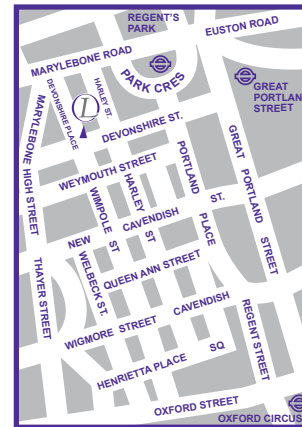 REGENT'S
PARK
EUSTON ROAD
MARYLEBONE ROAD
PARK CRES
GREAT
PORTLAN
STREET
DEVONSHIRE PLACE
HARLEY ST.
L
MARYLEBONE HIGH STREET
DEVONSHIRE ST.
WEYMOUTH STREET
WIMPOLE ST
HARLEY ST
PORTLAND PLACE
GREAT PORTLAND STREET
NEW CAVENDISH ST.
WELBECK ST.
QUEEN ANN STREET
THAYER STREET
CAVENDISH SQ
WIGMORE STREET
REGENT STREET
HENRIETTA PLACE
OXFORD STREET
OXFORD CIRCUS